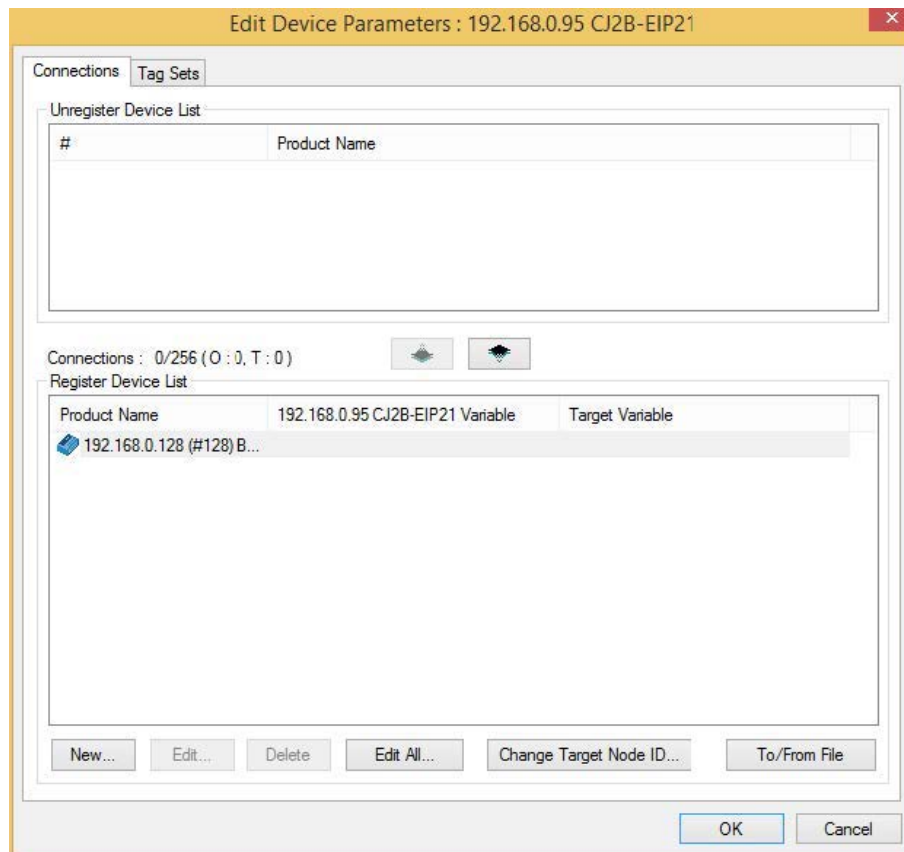 Edit Device Parameters : 192.168.0.95 CJ2B-EIP21
Connections Tag Sets
Unregister Device List
# Product Name
Connections : 0/256 ( O : 0, T : 0 )
Register Device List
Product Name 192.168.0.95 CJ2B-EIP21 Variable Target Variable
192.168.0.128 (#128) B...
New... Edit... Delete Edit All... Change Target Node ID... To/From File
OK Cancel